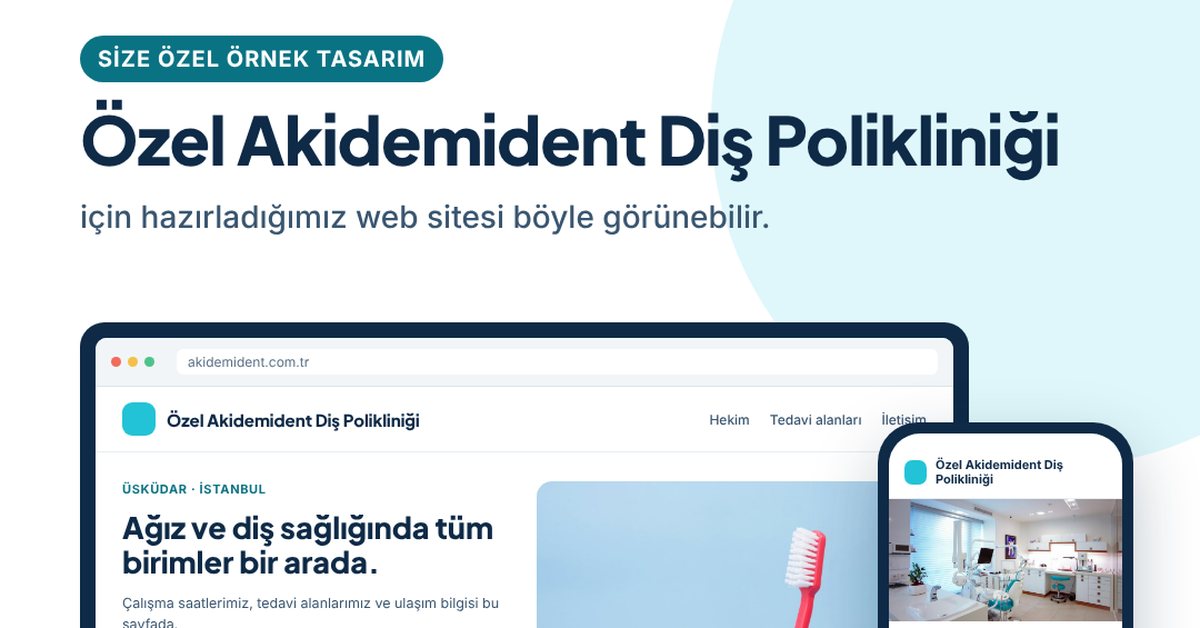 SİZE ÖZEL ÖRNEK TASARIM
Özel Akidemident Diş Polikliniği
için hazırladığımız web sitesi böyle görünebilir.
akidemident.com.tr
Özel Akidemident Diş Polikliniği
Hekim Tedavi alanları İletişim
ÜSKÜDAR · İSTANBUL
Ağız ve diş sağlığında tüm
birimler bir arada.
Çalışma saatlerimiz, tedavi alanlarımız ve ulaşım bilgisi bu
sayfada.
Özel Akidemident Diş
Polikliniği